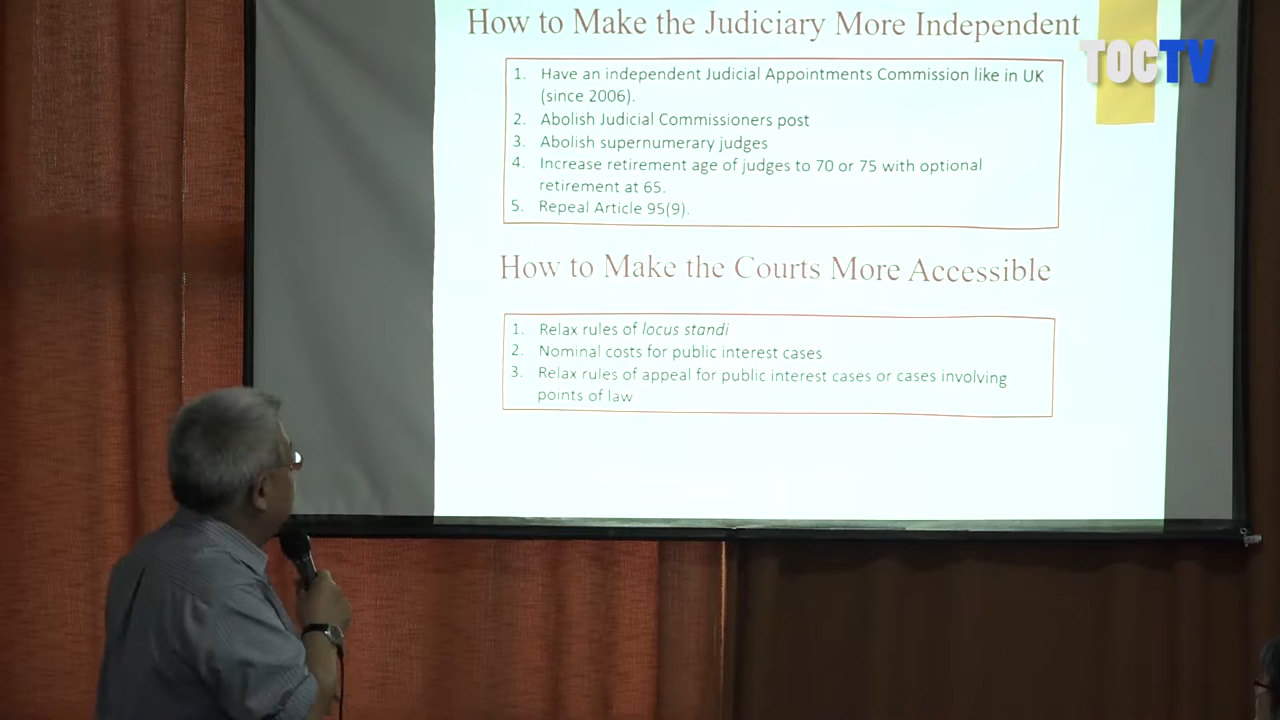 How to Make the Judiciary More Independent
TOCTV
1. Have an independent Judicial Appointments Commission like in UK
(since 2006).
2. Abolish Judicial Commissioners post
3. Abolish supernumerary judges
4. Increase retirement age of judges to 70 or 75 with optional
retirement at 65.
5. Repeal Article 95(9).
How to Make the Courts More Accessible
1. Relax rules of locus standi
2. Nominal costs for public interest cases
3. Relax rules of appeal for public interest cases or cases involving
points of law